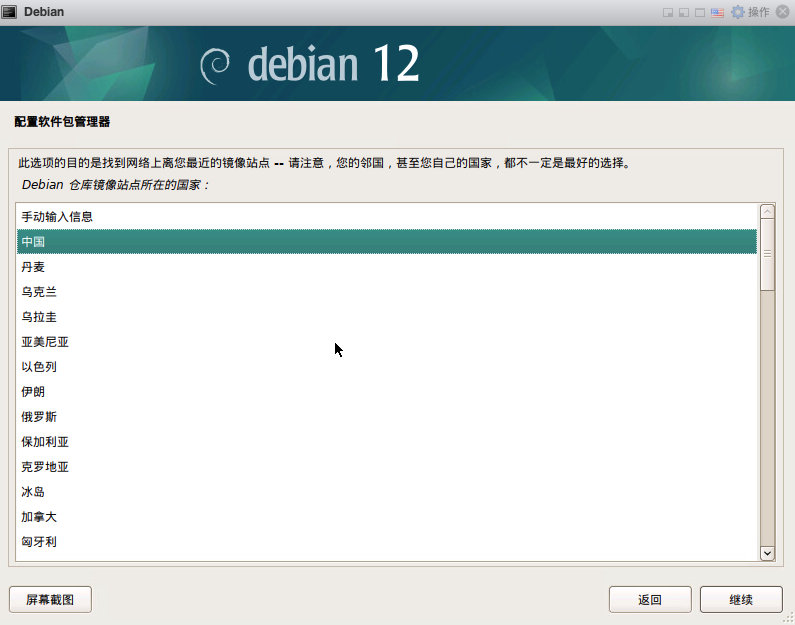 Debian
操作
debian 12
配置软件包管理器
此选项的目的是找到网络上离您最近的镜像站点 -- 请注意，您的邻国，甚至您自己的国家，都不一定是最好的选择。
Debian 仓库镜像站点所在的国家：
手动输入信息
中国
丹麦
乌克兰
乌拉圭
亚美尼亚
以色列
伊朗
俄罗斯
保加利亚
克罗地亚
冰岛
加拿大
匈牙利
屏幕截图
返回
继续